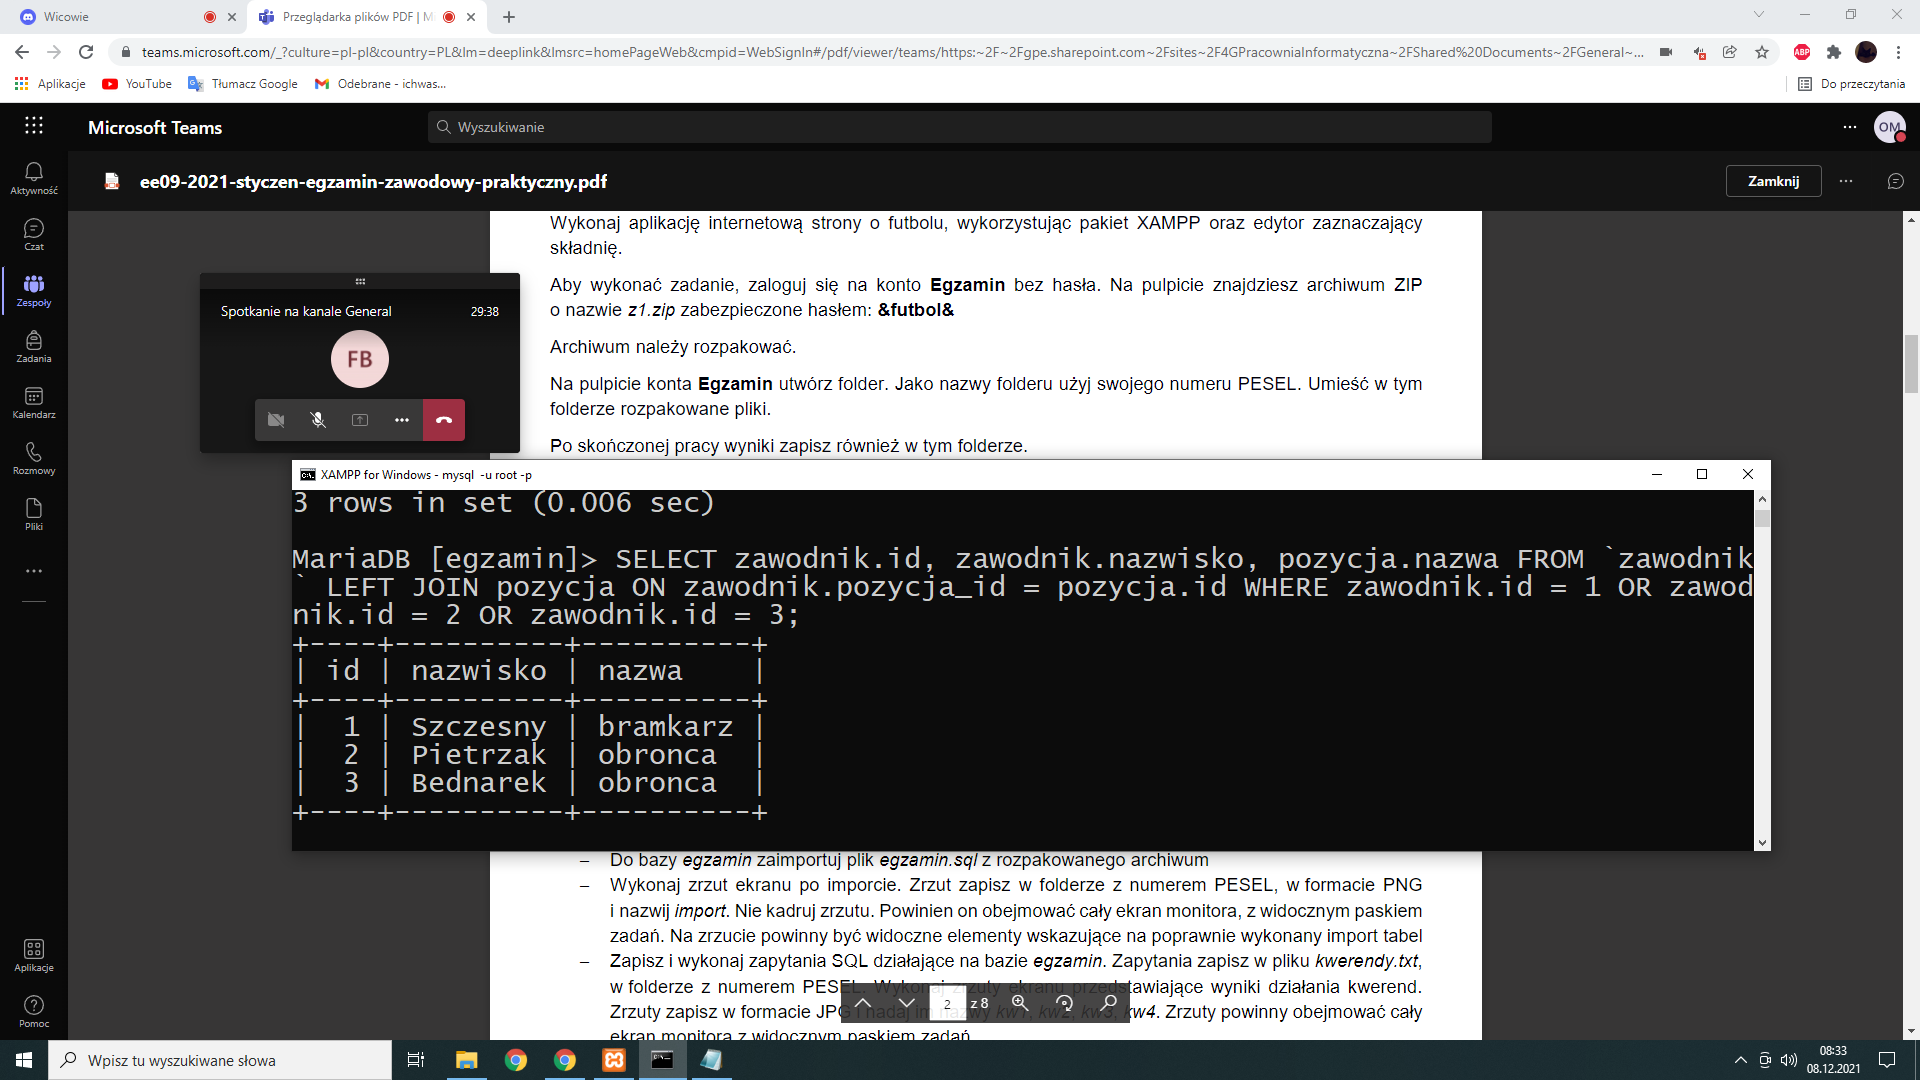 Wicowie
Przeglądarka plików PDF | M
teams.microsoft.com/_?culture=pl-pl&country=PL&lm=deeplink&lmsrc=homePageWeb&cmpid=WebSignIn#/pdf/viewer/teams/https:~2F~2Fgpe.sharepoint.com~2Fsites~2F4GPracowniaInformatyczna~2FShared%20Documents~2FGeneral~...
ABP
Aplikacje
YouTube
Tłumacz Google
Odebrane - ichwas...
Do przeczytania
Microsoft Teams
Wyszukiwanie
OM
Aktywność
Czat
Zespoły
Zadania
Kalendarz
Rozmowy
Pliki
Aplikacje
Pomoc
ee09-2021-styczen-egzamin-zawodowy-praktyczny.pdf
Zamknij
Wykonaj aplikację internetową strony o futbolu, wykorzystując pakiet XAMPP oraz edytor zaznaczający
składnię.
Aby wykonać zadanie, zaloguj się na konto Egzamin bez hasła. Na pulpicie znajdziesz archiwum ZIP
o nazwie z1.zip zabezpieczone hasłem: &futbol&
Archiwum należy rozpakować.
Na pulpicie konta Egzamin utwórz folder. Jako nazwy folderu użyj swojego numeru PESEL. Umieść w tym
folderze rozpakowane pliki.
Po skończonej pracy wyniki zapisz również w tym folderze.
Spotkanie na kanale General 29:38
FB
XAMPP for Windows - mysql -u root -p
3 rows in set (0.006 sec)
MariaDB [egzamin]> SELECT zawodnik.id, zawodnik.nazwisko, pozycja.nazwa FROM `zawodnik
` LEFT JOIN pozycja ON zawodnik.pozycja_id = pozycja.id WHERE zawodnik.id = 1 OR zawod
nik.id = 2 OR zawodnik.id = 3;
+----+----------+----------+
| id | nazwisko | nazwa    |
+----+----------+----------+
|  1 | Szczesny | bramkarz |
|  2 | Pietrzak | obronca  |
|  3 | Bednarek | obronca  |
+----+----------+----------+
– Do bazy egzamin zaimportuj plik egzamin.sql z rozpakowanego archiwum
– Wykonaj zrzut ekranu po imporcie. Zrzut zapisz w folderze z numerem PESEL, w formacie PNG
i nazwij import. Nie kadruj zrzutu. Powinien on obejmować cały ekran monitora, z widocznym paskiem
zadań. Na zrzucie powinny być widoczne elementy wskazujące na poprawnie wykonany import tabel
– Zapisz i wykonaj zapytania SQL działające na bazie egzamin. Zapytania zapisz w pliku kwerendy.txt,
w folderze z numerem PESEL. Wykonaj zrzuty ekranu przedstawiające wyniki działania kwerend.
Zrzuty zapisz w formacie JPG i nadaj im nazwy kw1, kw2, kw3, kw4. Zrzuty powinny obejmować cały
ekran monitora z widocznym paskiem zadań
2 z 8
Wpisz tu wyszukiwane słowa
08:33
08.12.2021